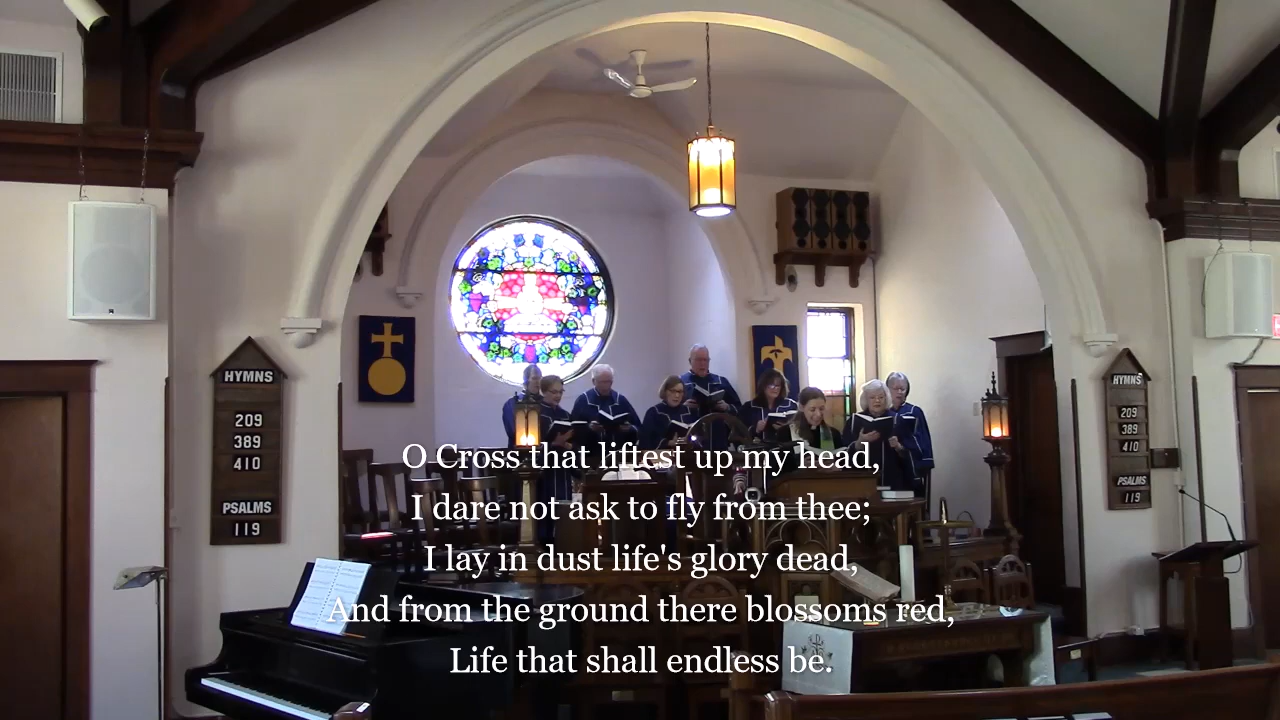 HYMNS
209
389
410
PSALMS
119
HYMNS
209
389
410
PSALMS
119
O Cross that liftest up my head,
I dare not ask to fly from thee;
I lay in dust life's glory dead,
And from the ground there blossoms red,
Life that shall endless be.